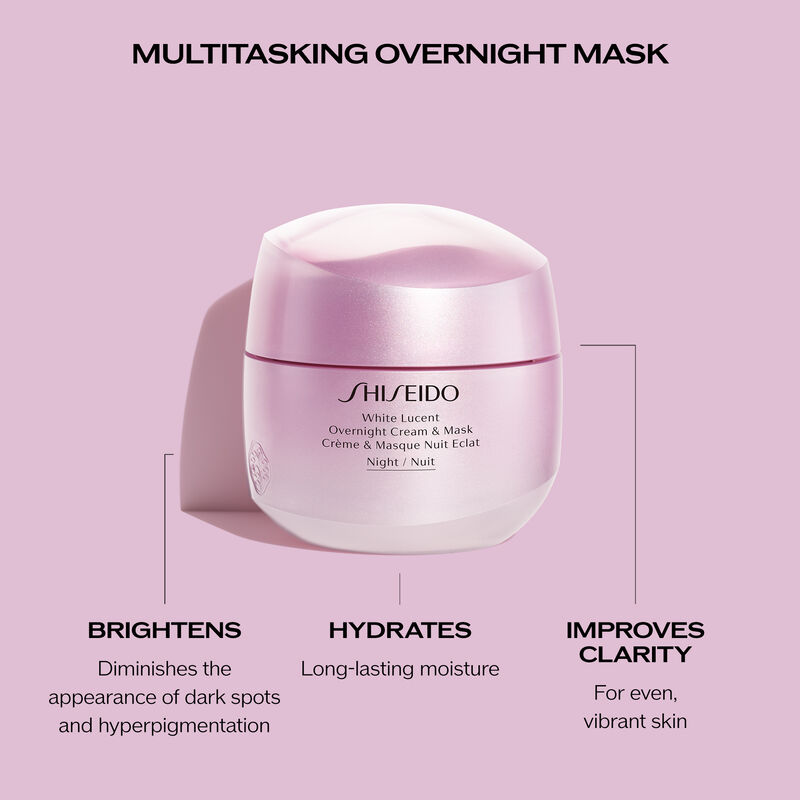 MULTITASKING OVERNIGHT MASK
SHISEIDO
White Lucent
Overnight Cream & Mask
Crème & Masque Nuit Eclat
Night / Nuit
BRIGHTENS
Diminishes the
appearance of dark spots
and hyperpigmentation
HYDRATES
Long-lasting moisture
IMPROVES
CLARITY
For even,
vibrant skin